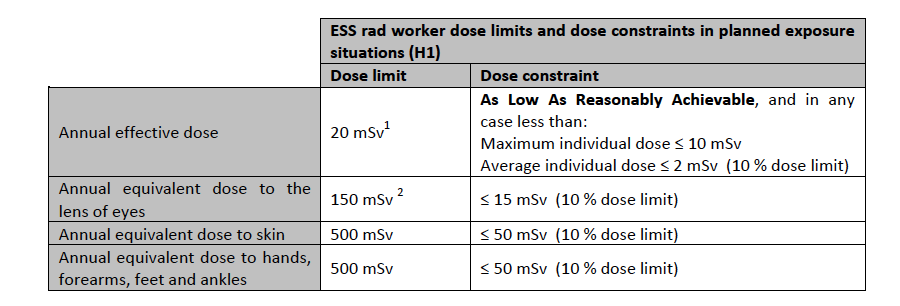 ESS rad worker dose limits and dose constraints in planned exposure
situations (H1)
Dose limit Dose constraint
Annual effective dose
20 mSv1
As Low As Reasonably Achievable, and in any
case less than:
Maximum individual dose ≤ 10 mSv
Average individual dose ≤ 2 mSv (10 % dose limit)
Annual equivalent dose to the
lens of eyes
150 mSv 2
≤ 15 mSv (10 % dose limit)
Annual equivalent dose to skin
500 mSv
≤ 50 mSv (10 % dose limit)
Annual equivalent dose to hands,
forearms, feet and ankles
500 mSv
≤ 50 mSv (10 % dose limit)